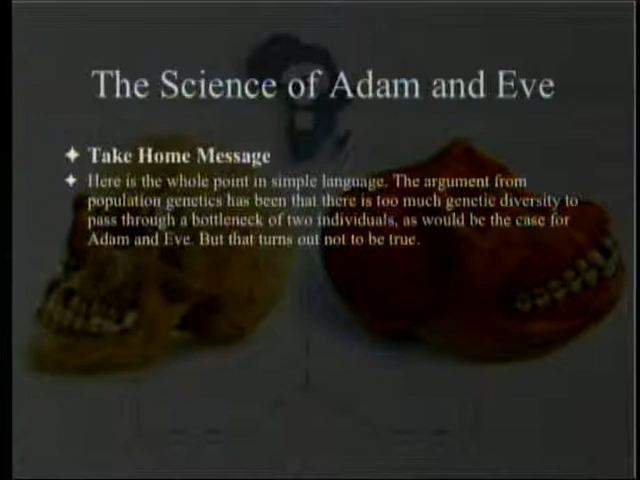 The Science of Adam and Eve
Take Home Message
Here is the whole point in simple language. The argument from
population genetics has been that there is too much genetic diversity to
pass through a bottleneck of two individuals, as would be the case for
Adam and Eve. But that turns out not to be true.